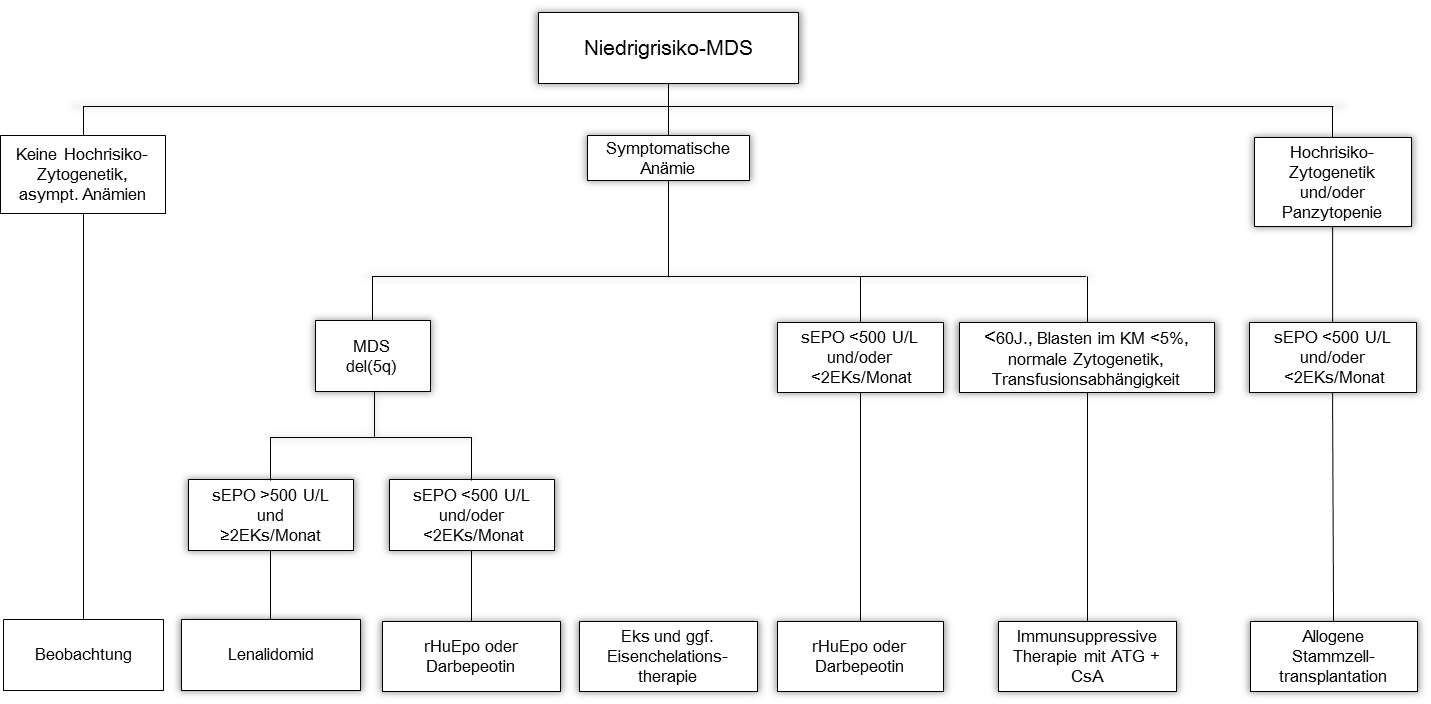 Niedrigrisiko-MDS
Keine Hochrisiko-
Zytogenetik,
asympt. Anämien
Symptomatische
Anämie
Hochrisiko-
Zytogenetik
und/oder
Panzytopenie
MDS
del(5q)
sEPO <500 U/L
und/oder
<2EKs/Monat
<60J., Blasten im KM <5%,
normale Zytogenetik,
Transfusionsabhängigkeit
sEPO <500 U/L
und/oder
<2EKs/Monat
sEPO >500 U/L
und
≥2EKs/Monat
sEPO <500 U/L
und/oder
<2EKs/Monat
Beobachtung
Lenalidomid
rHuEpo oder
Darbepeotin
Eks und ggf.
Eisenchelations-
therapie
rHuEpo oder
Darbepeotin
Immunsuppressive
Therapie mit ATG +
CsA
Allogene
Stammzell-
transplantation